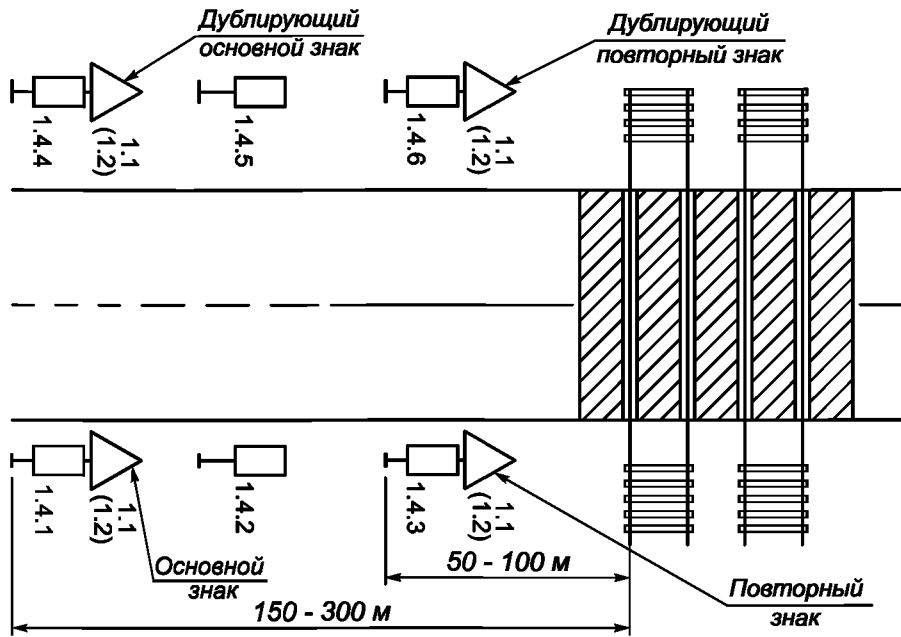 Дублирующий
основной знак
Дублирующий
повторный знак
1.4.4
1.1
(1.2)
1.4.5
1.4.6
1.1
(1.2)
1.4.1
1.1
(1.2)
1.4.2
1.4.3
1.1
(1.2)
Основной
знак
50 - 100 м
Повторный
знак
150 - 300 м